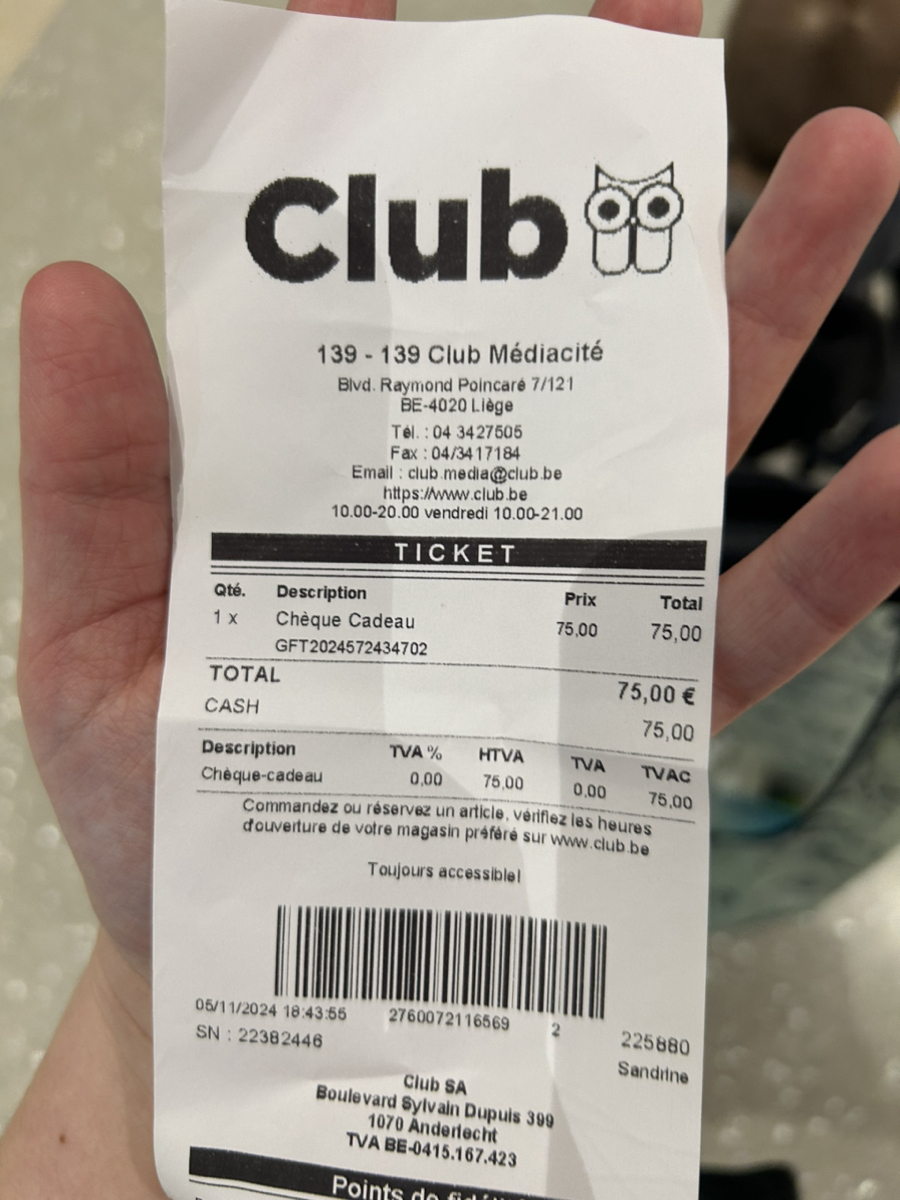 Club
139 - 139 Club Médiacité
Blvd. Raymond Poincaré 7/121
BE-4020 Liège
Tél. : 04 3427505
Fax : 04/3417184
Email : club.media@club.be
https://www.club.be
10.00-20.00 vendredi 10.00-21.00
TICKET
Qté. Description Prix Total
1 x Chèque Cadeau 75,00 75,00
GFT2024572434702
TOTAL 75,00 €
CASH 75,00
Description TVA % HTVA TVA TVAC
Chèque-cadeau 0,00 75,00 0,00 75,00
Commandez ou réservez un article, vérifiez les heures
d'ouverture de votre magasin préféré sur www.club.be
Toujours accessible!
05/11/2024 18:43:55 2760072116569 2 225880
SN : 22382446 Sandrine
Club SA
Boulevard Sylvain Dupuis 399
1070 Anderlecht
TVA BE-0415.167.423
Points de